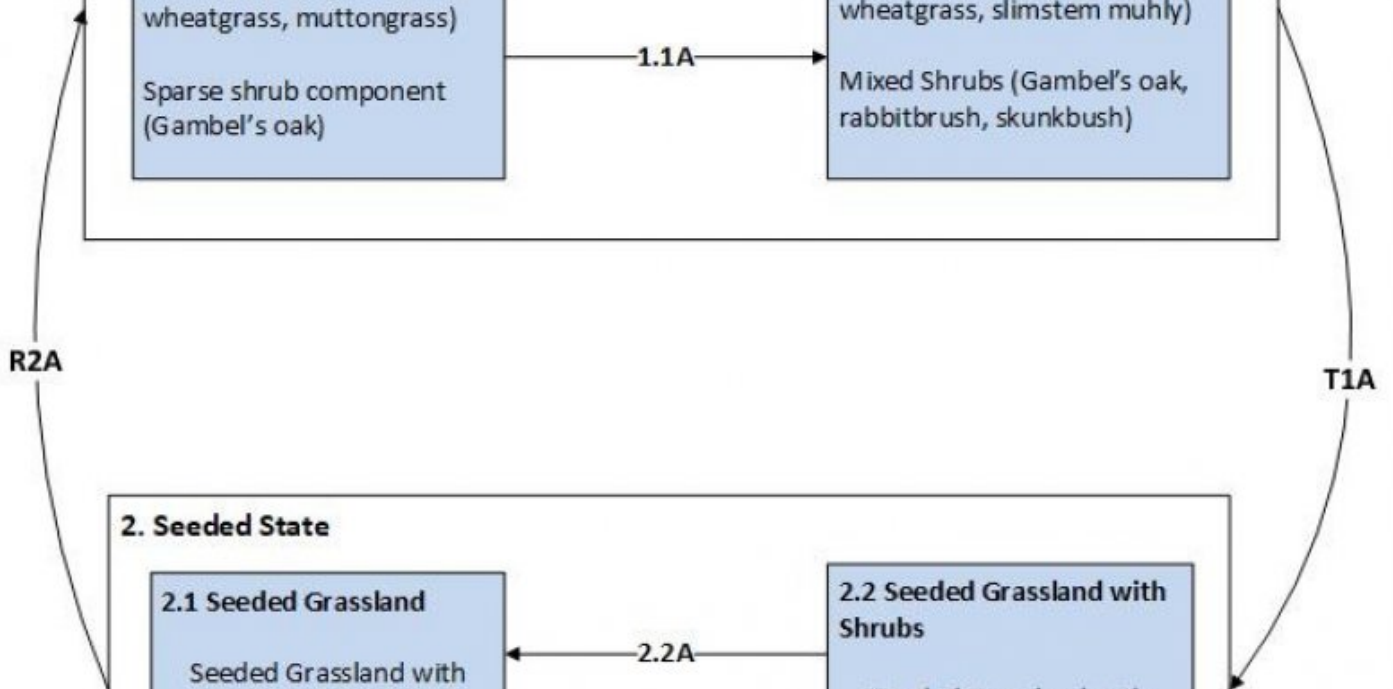 wheatgrass, muttongrass)
Sparse shrub component
(Gambel's oak)
1.1A
wheatgrass, slimstem muhly)
Mixed Shrubs (Gambel's oak,
rabbitbrush, skunkbush)
R2A
T1A
2. Seeded State
2.1 Seeded Grassland
Seeded Grassland with
2.2A
2.2 Seeded Grassland with
Shrubs